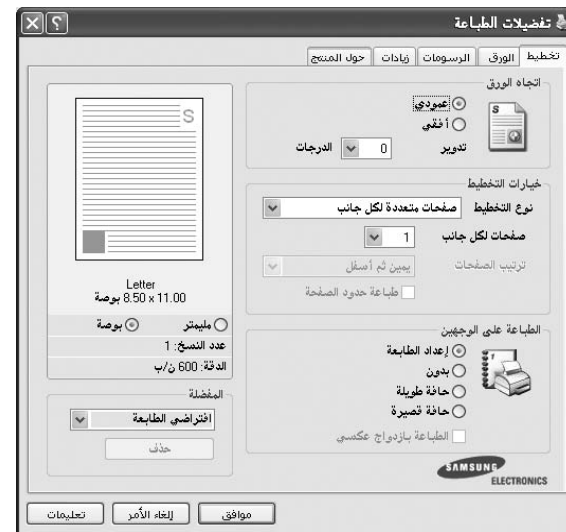 تفضيلات الطباعة
تخطيط الورق الرسومات زيادات حول المنتج
اتجاه الورق
عمودي
أفقي
تدوير 0 الدرجات
خيارات التخطيط
نوع التخطيط صفحات متعددة لكل جانب
صفحات لكل جانب 1
ترتيب الصفحات يمين ثم أسفل
طباعة حدود الصفحة
الطباعة على الوجهين
إعداد الطابعة
بدون
حافة طويلة
حافة قصيرة
الطباعة بازدواج عكسي
SAMSUNG
ELECTRONICS
S
S
Letter
8.50 x 11.00 بوصة
مليمتر بوصة
عدد النسخ: 1
الدقة: 600 ن/ب
المفضلة
افتراضي الطابعة
حذف
موافق إلغاء الأمر تعليمات